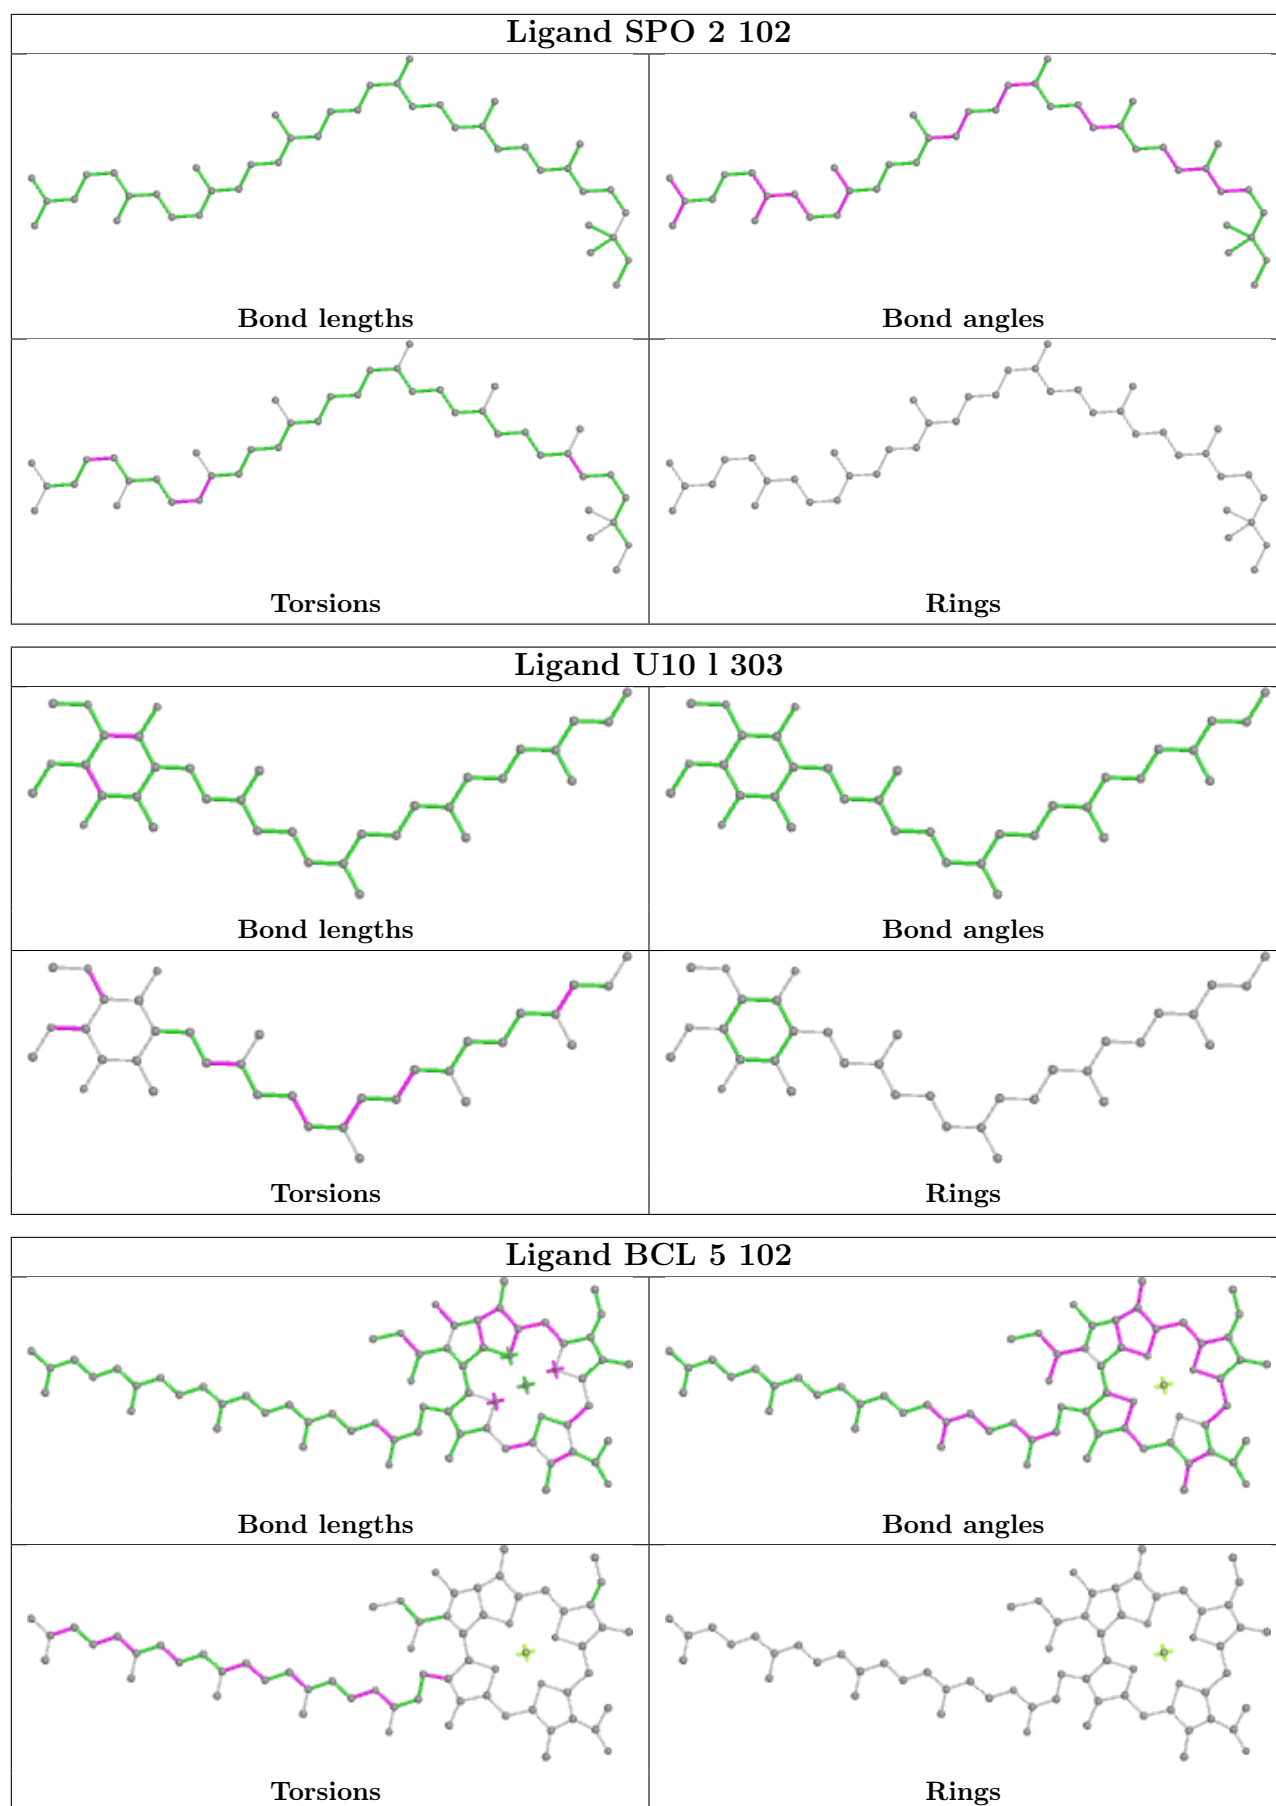 Ligand SPO 2 102
Bond lengths
Bond angles
Torsions
Rings
Ligand U10 l 303
Bond lengths
Bond angles
Torsions
Rings
Ligand BCL 5 102
Bond lengths
Bond angles
Torsions
Rings